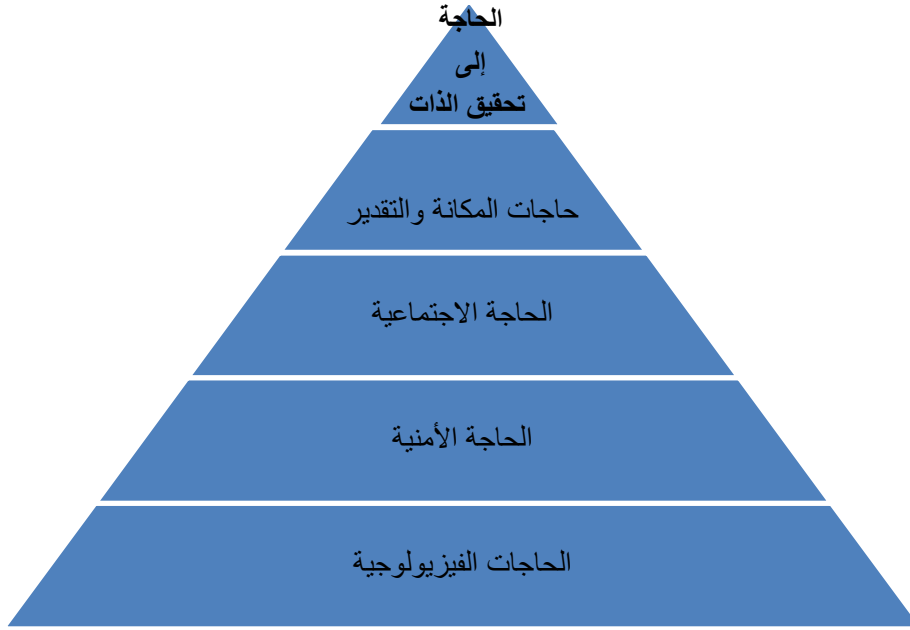 الحاجة
إلى
تحقيق الذات
حاجات المكانة والتقدير
الحاجة الاجتماعية
الحاجة الأمنية
الحاجات الفيزيولوجية